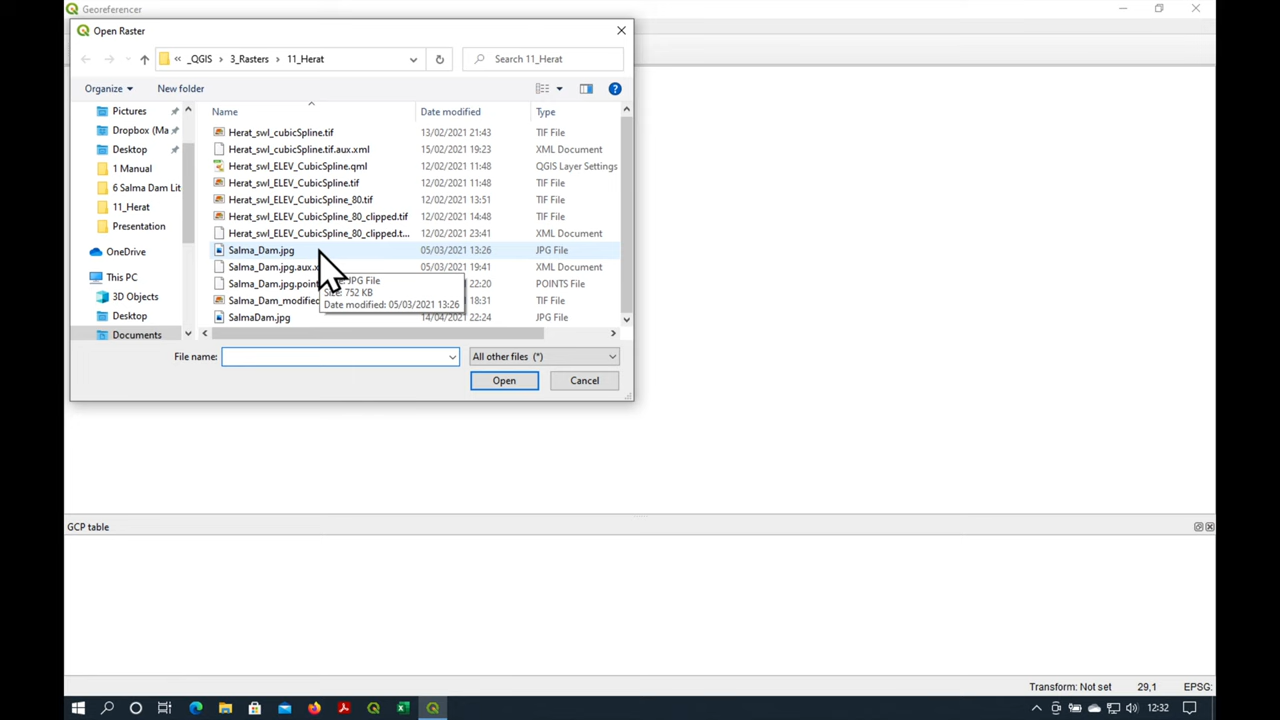 Georeferencer
Open Raster
« _QGIS > 3_Rasters > 11_Herat
Search 11_Herat
Organize
New folder
Name Date modified Type
Pictures
Dropbox (Ma
Desktop
1 Manual
6 Salma Dam Lit
11_Herat
Presentation
OneDrive
This PC
3D Objects
Desktop
Documents
Herat_swl_cubicSpline.tif 13/02/2021 21:43 TIF File
Herat_swl_cubicSpline.tif.aux.xml 15/02/2021 19:23 XML Document
Herat_swl_ELEV_CubicSpline.qml 12/02/2021 11:48 QGIS Layer Settings
Herat_swl_ELEV_CubicSpline.tif 12/02/2021 11:48 TIF File
Herat_swl_ELEV_CubicSpline_80.tif 12/02/2021 13:51 TIF File
Herat_swl_ELEV_CubicSpline_80_clipped.tif 12/02/2021 14:48 TIF File
Herat_swl_ELEV_CubicSpline_80_clipped.t... 12/02/2021 23:41 XML Document
Salma_Dam.jpg 05/03/2021 13:26 JPG File
Salma_Dam.jpg.aux.x 05/03/2021 19:41 XML Document
Salma_Dam.jpg.point 22:20 POINTS File
Salma_Dam_modified 18:31 TIF File
SalmaDam.jpg 14/04/2021 22:24 JPG File
JPG File
Size: 752 KB
Date modified: 05/03/2021 13:26
File name:
All other files (*)
Open
Cancel
GCP table
Transform: Not set 29,1 EPSG:
12:32